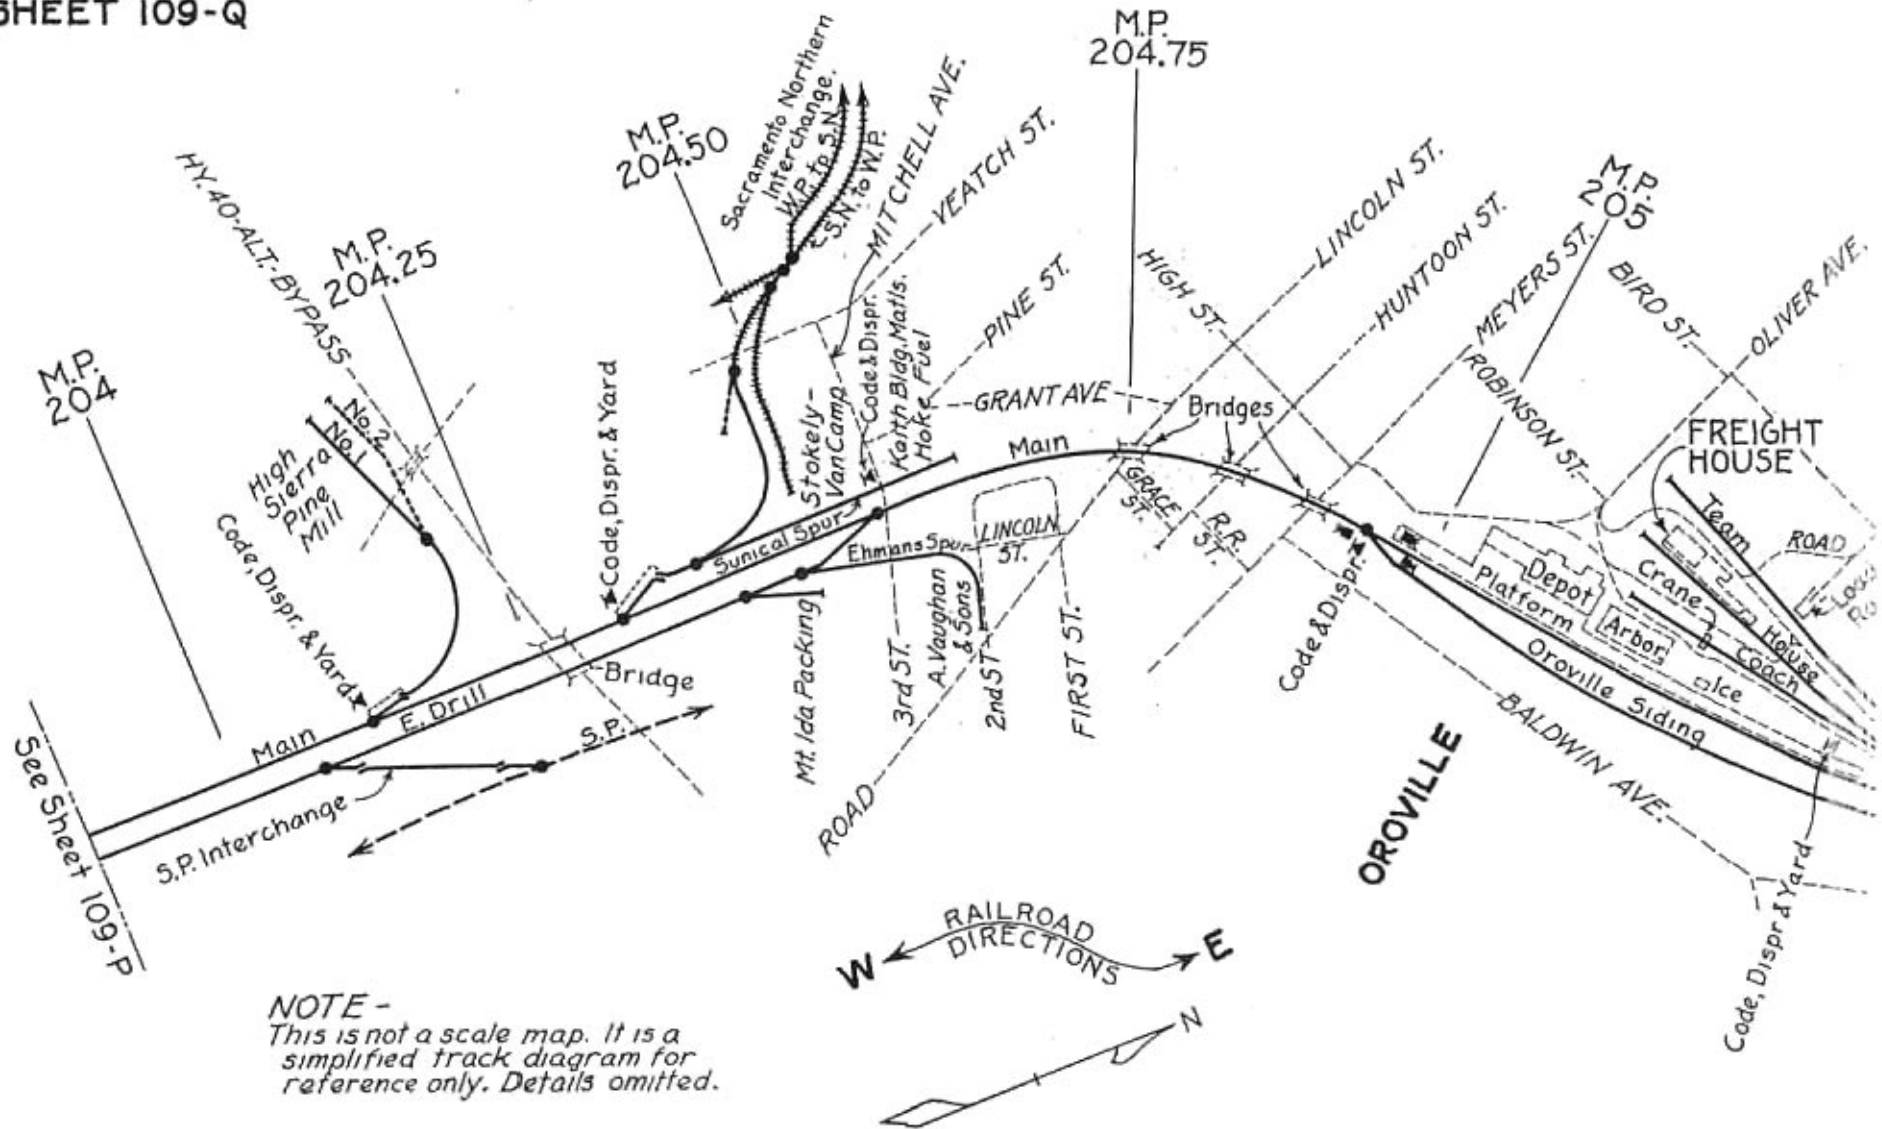 SHEET 109-Q
M.P.
204
HY. 40-ALT.-BYPASS
M.P.
204.25
No. 2
No. 1
High
Sierra
Pine
Mill
Code, Dispr. & Yard
M.P.
204.50
Sacramento Northern
Interchange.
W.P. to S.N.
S.N. to W.P.
MITCHELL AVE.
VEATCH ST.
Code, Dispr. & Yard
Stokely-
VanCamp
Code & Dispr.
Kaith Bldg. Matls.
Hoke Fuel
PINE ST.
GRANT AVE
M.P.
204.75
HIGH ST.
LINCOLN ST.
HUNTOON ST.
MEYERS ST.
M.P.
205
BIRD ST.
OLIVER AVE.
ROBINSON ST.
Bridges
Main
GRACE
ST.
R.R.
ST.
FREIGHT
HOUSE
Team
ROAD
Crane
House
Coach
Depot
Platform
Arbor
Ice
Oroville Siding
Code & Dispr.
Sunical Spur
Ehmans Spur
LINCOLN
ST.
A. Vaughan
& Sons
Mt. Ida Packing
3rd ST.
2nd ST
FIRST ST.
ROAD
Bridge
S.P.
Main
E. Drill
S.P. Interchange
See Sheet 109-P
BALDWIN AVE.
OROVILLE
Code, Dispr & Yard
RAILROAD
DIRECTIONS
W
E
N
NOTE -
This is not a scale map. It is a
simplified track diagram for
reference only. Details omitted.